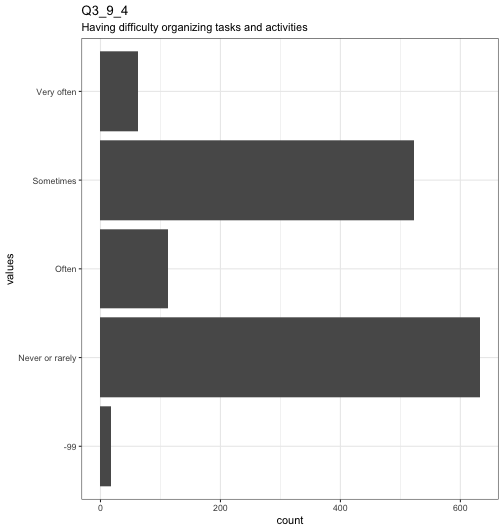 Q3_9_4
Having difficulty organizing tasks and activities
Very often
Sometimes
Often
Never or rarely
-99
values
0 200 400 600
count